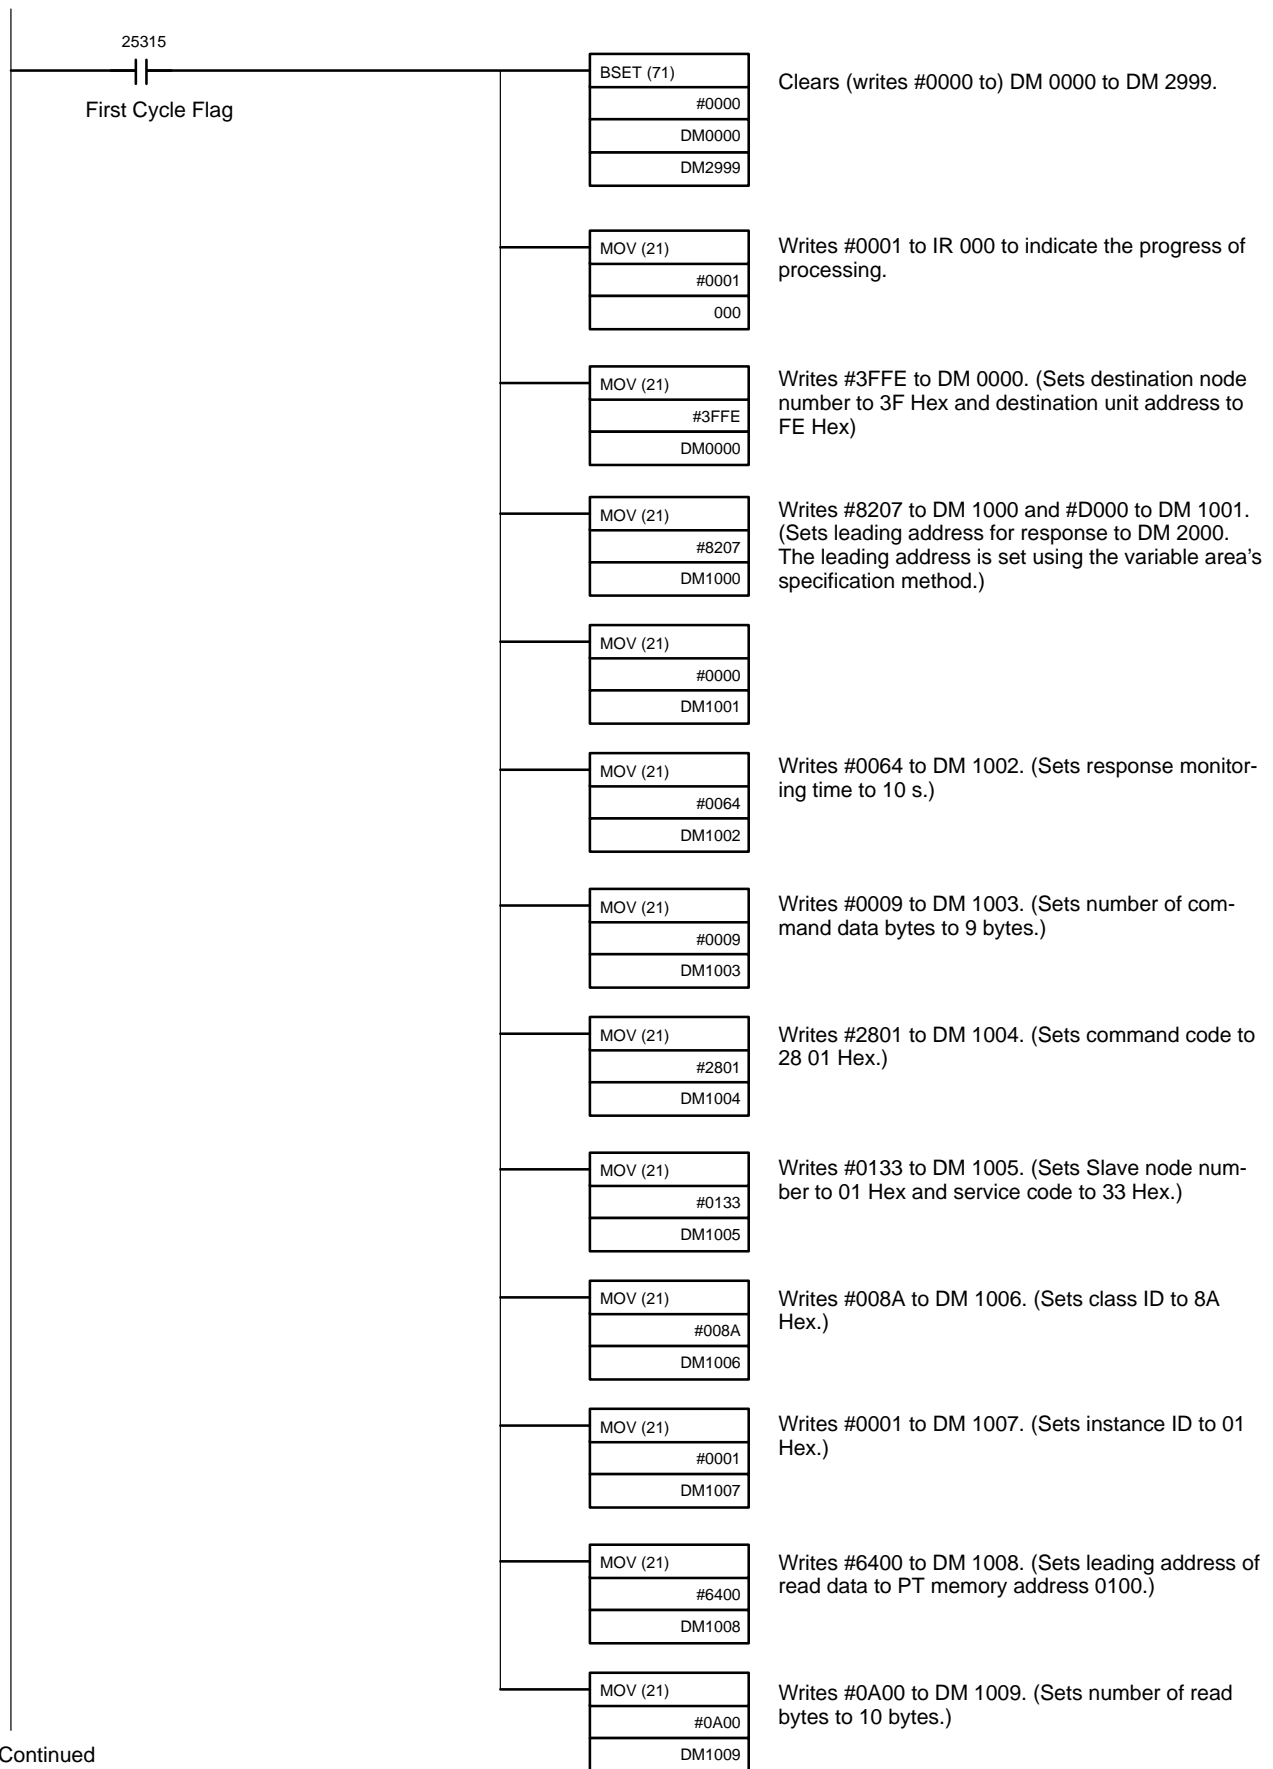 25315
First Cycle Flag
BSET (71)
#0000
DM0000
DM2999
Clears (writes #0000 to) DM 0000 to DM 2999.
MOV (21)
#0001
000
Writes #0001 to IR 000 to indicate the progress of
processing.
MOV (21)
#3FFE
DM0000
Writes #3FFE to DM 0000. (Sets destination node
number to 3F Hex and destination unit address to
FE Hex)
MOV (21)
#8207
DM1000
Writes #8207 to DM 1000 and #D000 to DM 1001.
(Sets leading address for response to DM 2000.
The leading address is set using the variable area's
specification method.)
MOV (21)
#0000
DM1001
MOV (21)
#0064
DM1002
Writes #0064 to DM 1002. (Sets response monitor-
ing time to 10 s.)
MOV (21)
#0009
DM1003
Writes #0009 to DM 1003. (Sets number of com-
mand data bytes to 9 bytes.)
MOV (21)
#2801
DM1004
Writes #2801 to DM 1004. (Sets command code to
28 01 Hex.)
MOV (21)
#0133
DM1005
Writes #0133 to DM 1005. (Sets Slave node num-
ber to 01 Hex and service code to 33 Hex.)
MOV (21)
#008A
DM1006
Writes #008A to DM 1006. (Sets class ID to 8A
Hex.)
MOV (21)
#0001
DM1007
Writes #0001 to DM 1007. (Sets instance ID to 01
Hex.)
MOV (21)
#6400
DM1008
Writes #6400 to DM 1008. (Sets leading address of
read data to PT memory address 0100.)
MOV (21)
#0A00
DM1009
Writes #0A00 to DM 1009. (Sets number of read
bytes to 10 bytes.)
Continued